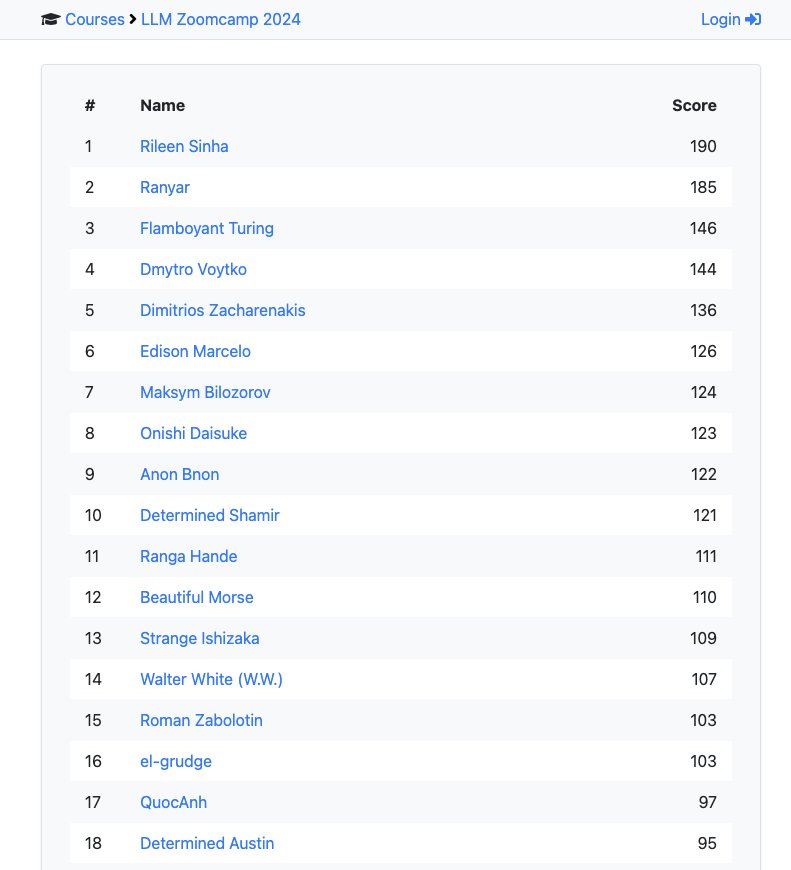 Courses LLM Zoomcamp 2024 Login
# Name Score
1 Rileen Sinha 190
2 Ranyar 185
3 Flamboyant Turing 146
4 Dmytro Voytko 144
5 Dimitrios Zacharenakis 136
6 Edison Marcelo 126
7 Maksym Bilozorov 124
8 Onishi Daisuke 123
9 Anon Bnon 122
10 Determined Shamir 121
11 Ranga Hande 111
12 Beautiful Morse 110
13 Strange Ishizaka 109
14 Walter White (W.W.) 107
15 Roman Zabolotin 103
16 el-grudge 103
17 QuocAnh 97
18 Determined Austin 95